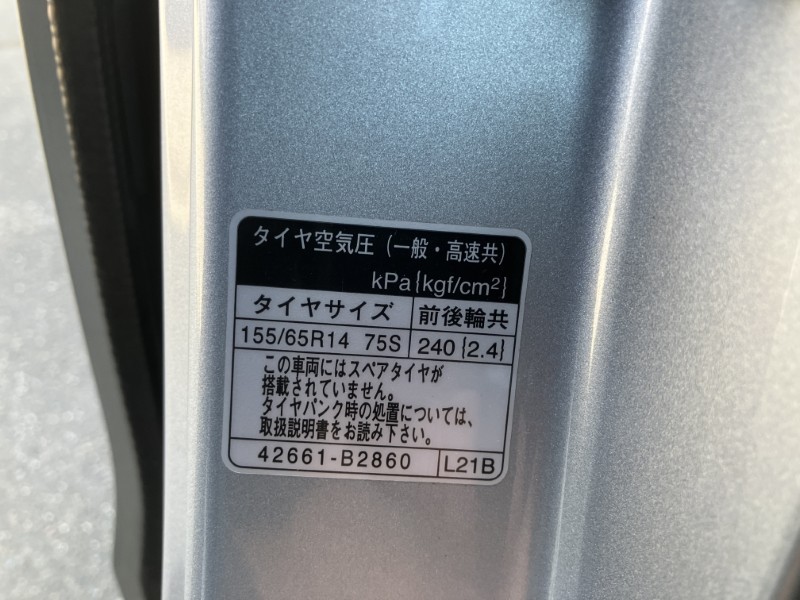 タイヤ空気圧（一般・高速共）
kPa{kgf/cm²}
タイヤサイズ 前後輪共
155/65R14 75S 240{2.4}
この車両にはスペアタイヤが
搭載されていません。
タイヤパンク時の処置については、
取扱説明書をお読み下さい。
42661-B2860 L21B